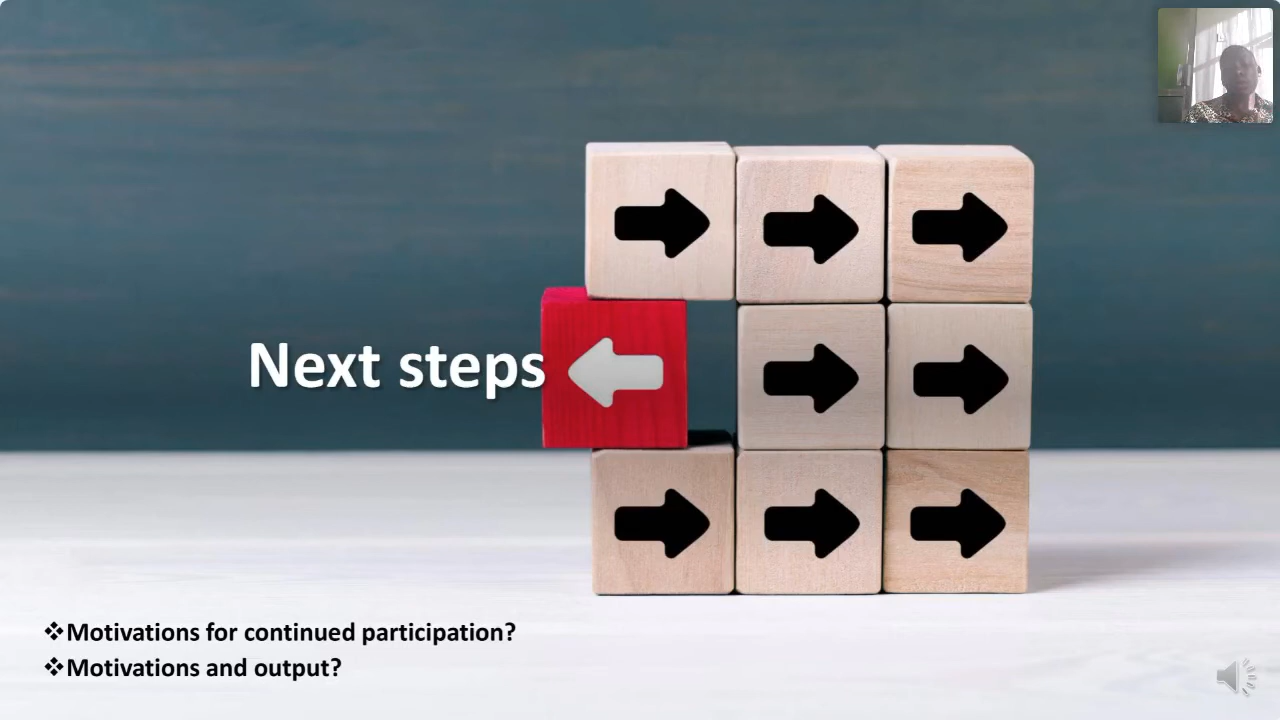 Next steps
❖Motivations for continued participation?
❖Motivations and output?